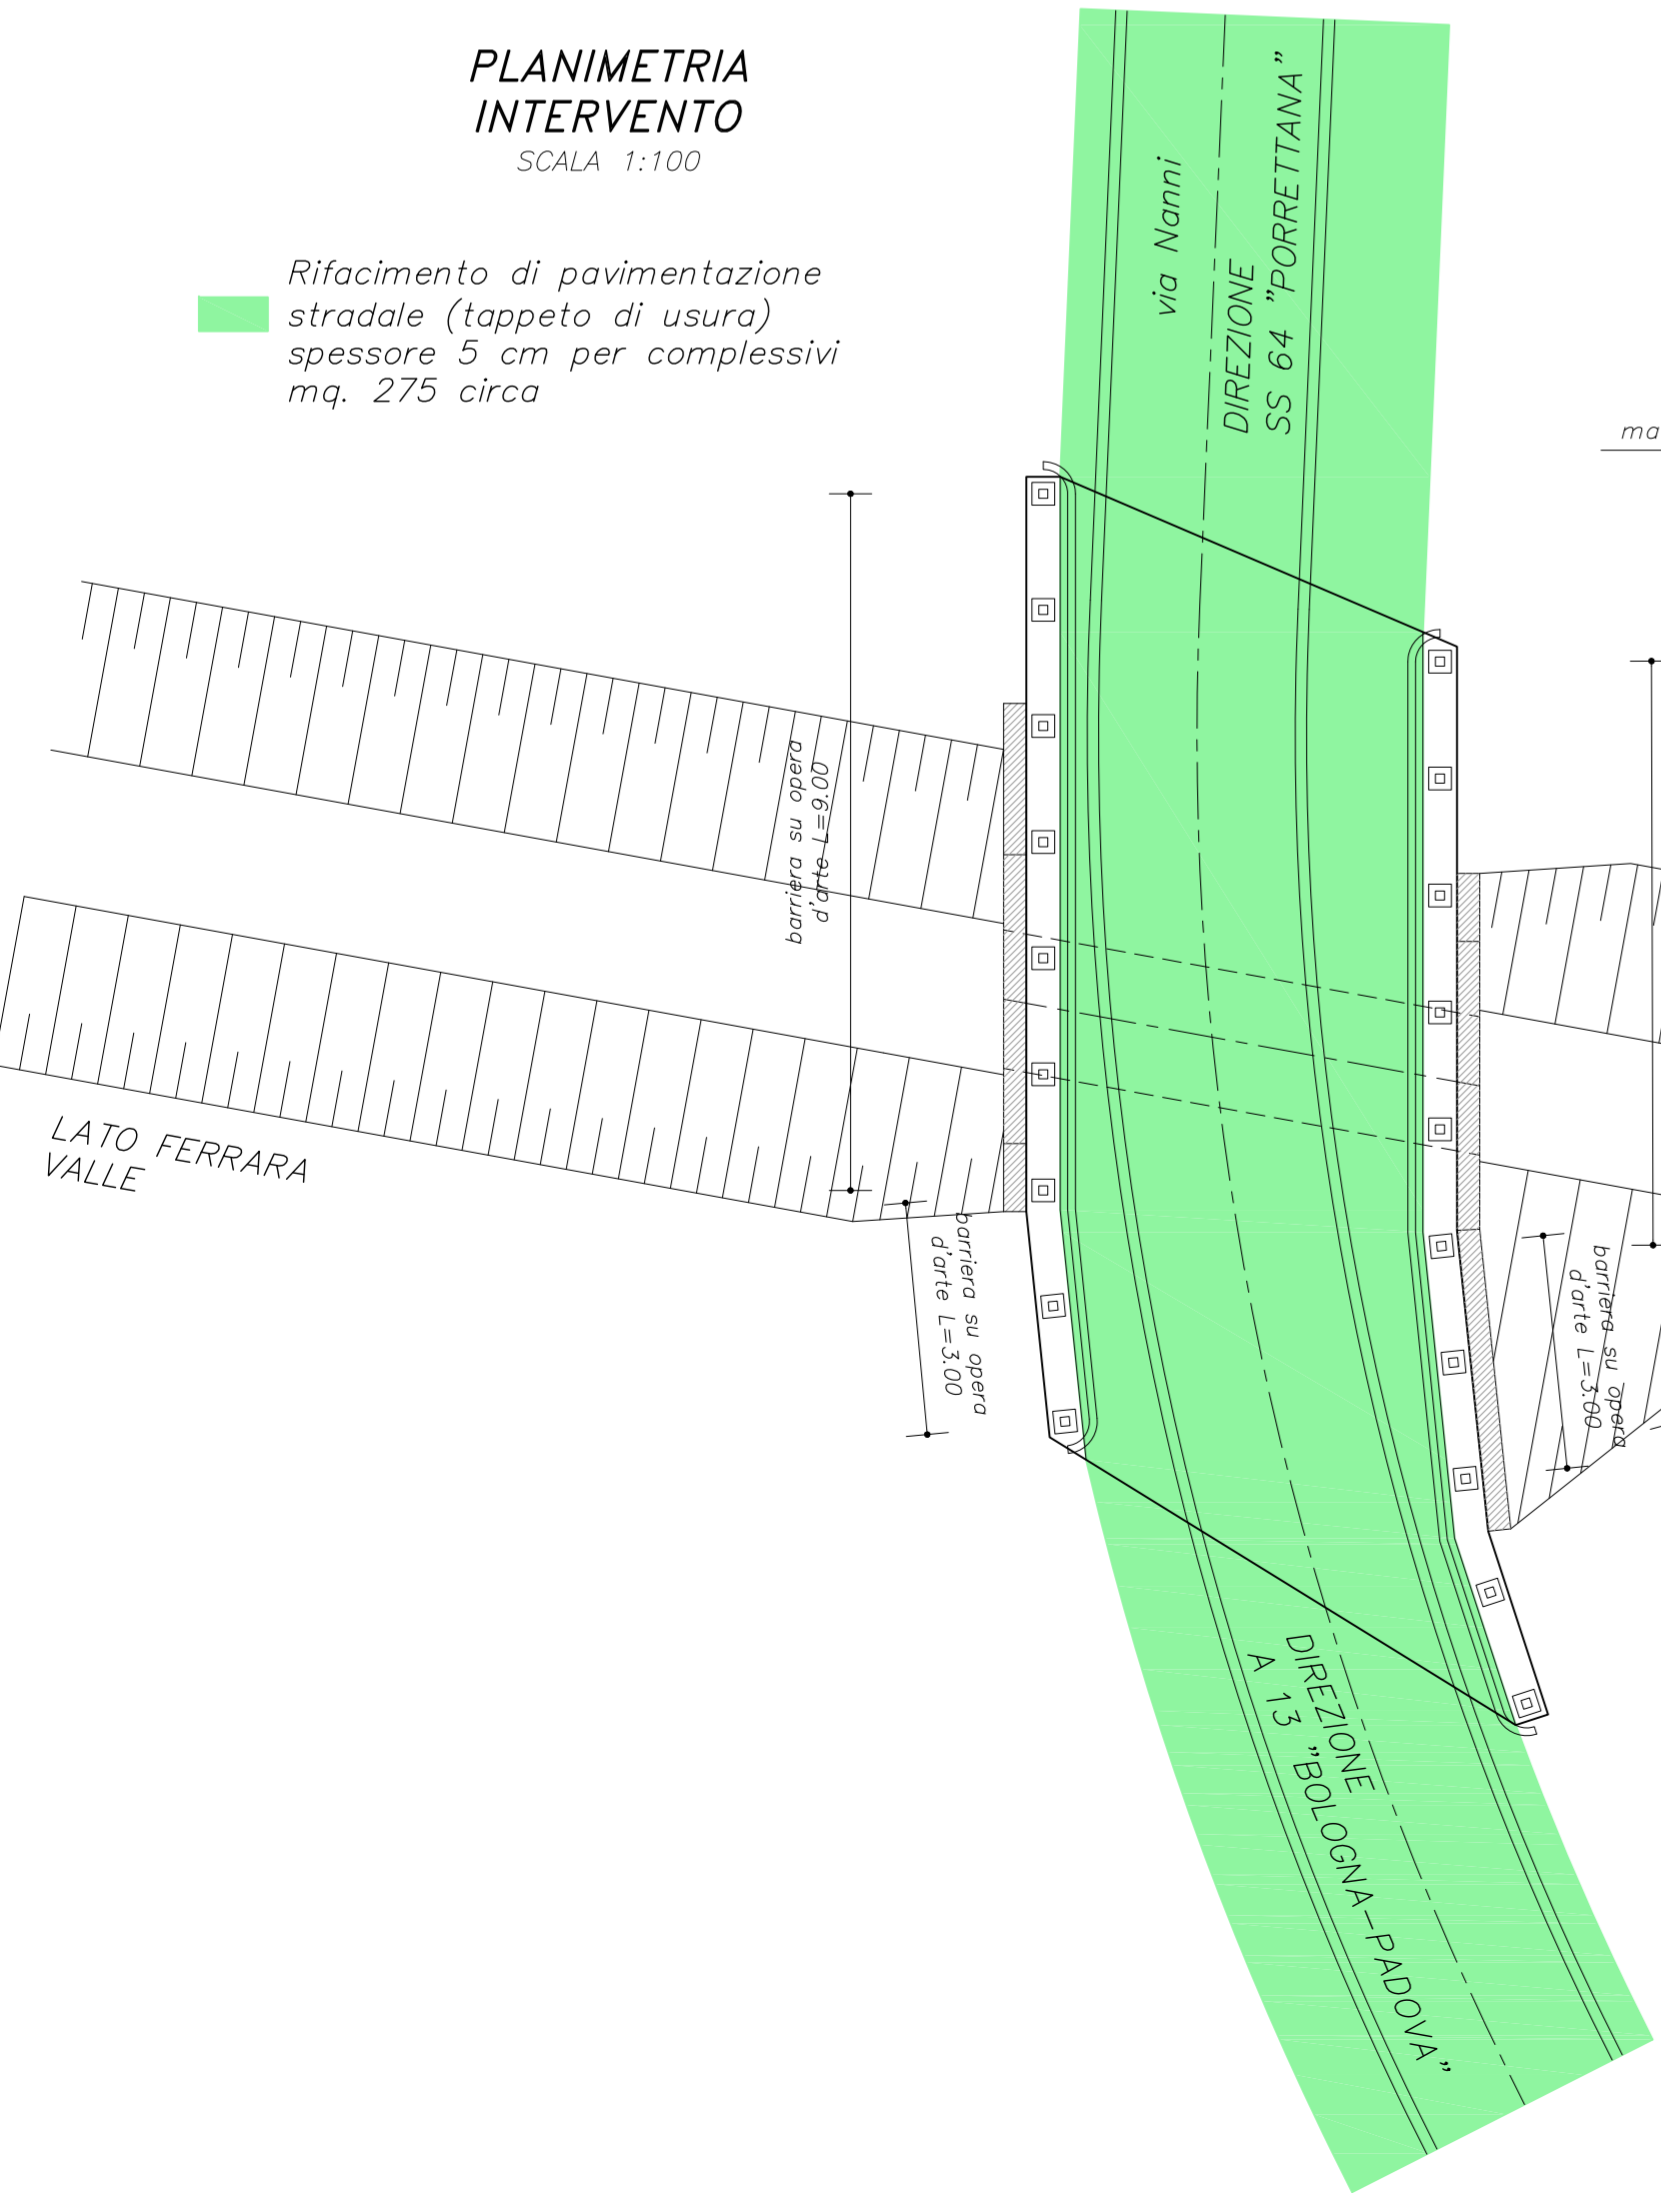 PLANIMETRIA
INTERVENTO
SCALA 1:100
Rifacimento di pavimentazione
stradale (tappeto di usura)
spessore 5 cm per complessivi
mq. 275 circa
via Nanni
DIREZIONE
SS 64 "PORRETTANA"
ma
barriera su opera
d'arte L=9.00
LATO FERRARA
VALLE
barriera su opera
d'arte L=3.00
barriera su opera
d'arte L=3.00
DIREZIONE
A 13 "BOLOGNA-PADOVA"